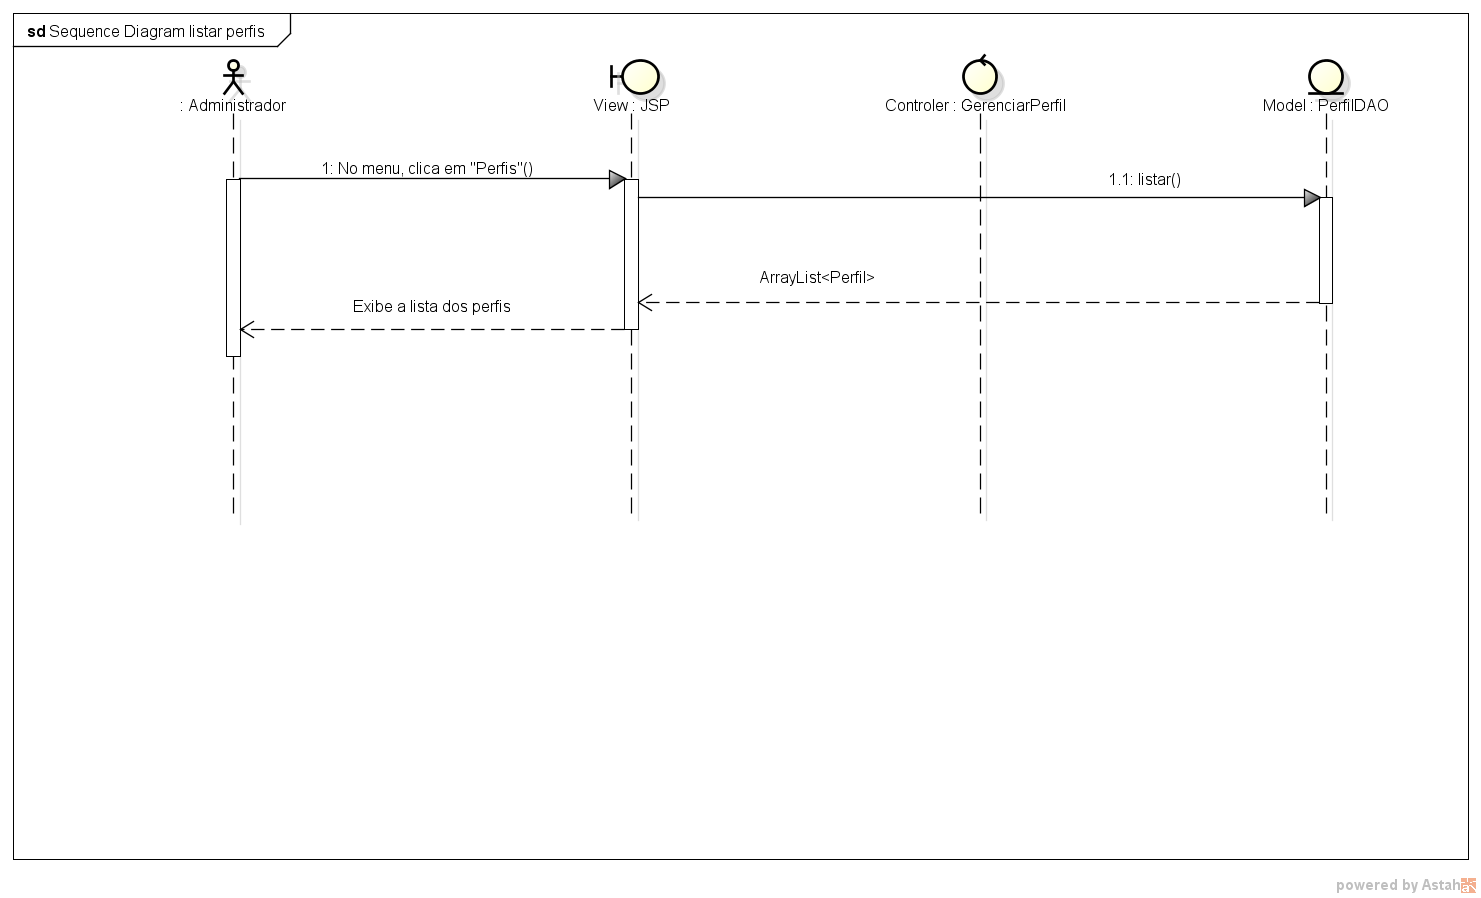 sd Sequence Diagram listar perfis
: Administrador
View : JSP
Controler : GerenciarPerfil
Model : PerfilDAO
1: No menu, clica em "Perfis"()
1.1: listar()
ArrayList<Perfil>
Exibe a lista dos perfis
powered by Astah